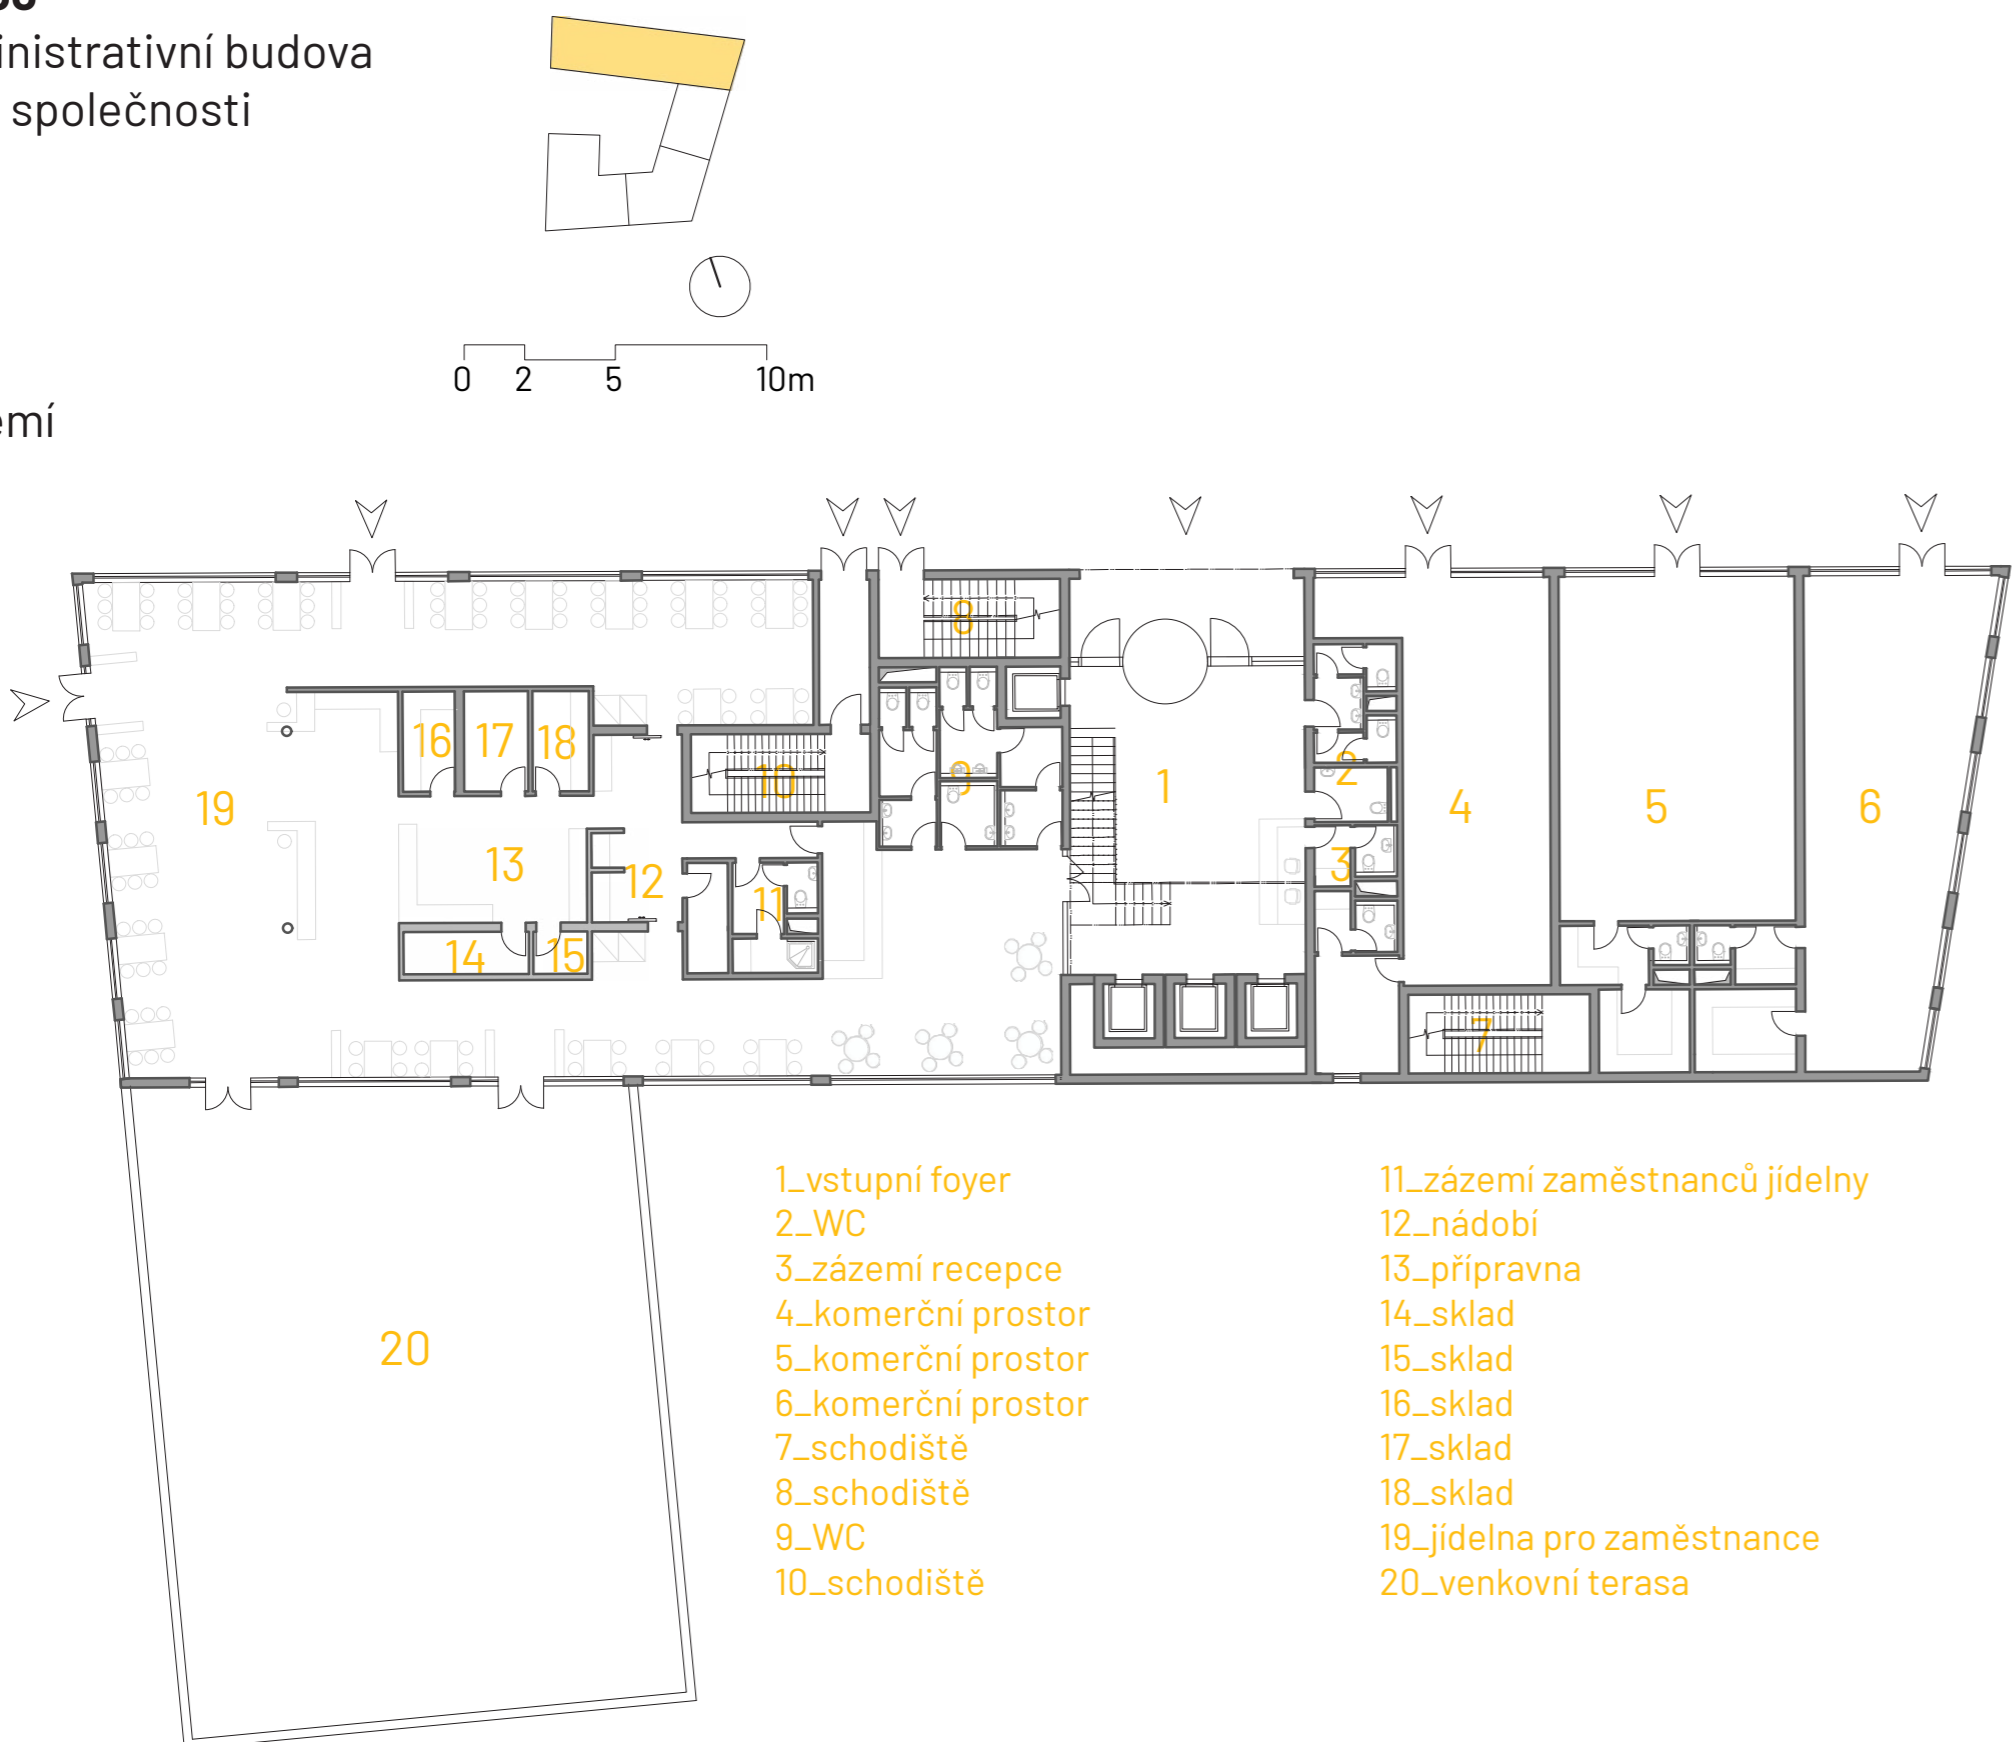 inistrativní budova
společnosti
0 2 5 10m
emí
8
16 17 18
10
9
1
2
4
5
6
19
13
12
3
11
14 15
7
20
1_vstupní foyer
2_WC
3_zázemí recepce
4_komerční prostor
5_komerční prostor
6_komerční prostor
7_schodiště
8_schodiště
9_WC
10_schodiště
11_zázemí zaměstnanců jídelny
12_nádobí
13_přípravna
14_sklad
15_sklad
16_sklad
17_sklad
18_sklad
19_jídelna pro zaměstnance
20_venkovní terasa